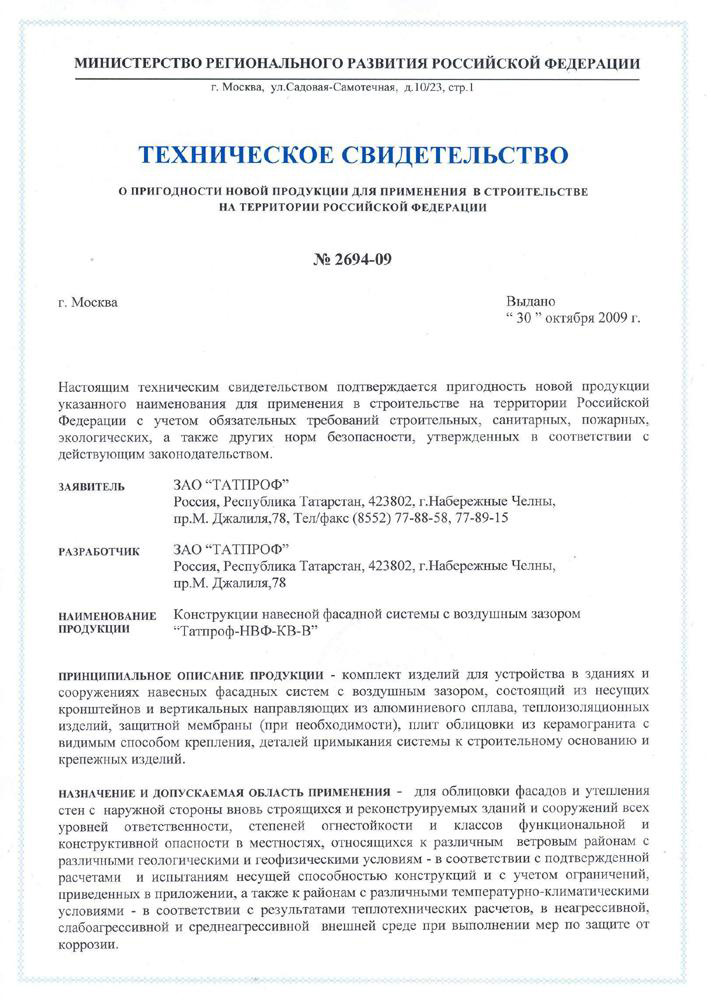 МИНИСТЕРСТВО РЕГИОНАЛЬНОГО РАЗВИТИЯ РОССИЙСКОЙ ФЕДЕРАЦИИ
г. Москва, ул.Садовая-Самотечная, д.10/23, стр.1
ТЕХНИЧЕСКОЕ СВИДЕТЕЛЬСТВО
О ПРИГОДНОСТИ НОВОЙ ПРОДУКЦИИ ДЛЯ ПРИМЕНЕНИЯ В СТРОИТЕЛЬСТВЕ
НА ТЕРРИТОРИИ РОССИЙСКОЙ ФЕДЕРАЦИИ
№ 2694-09
г. Москва
Выдано
“ 30 ” октября 2009 г.
Настоящим техническим свидетельством подтверждается пригодность новой продукции
указанного наименования для применения в строительстве на территории Российской
Федерации с учетом обязательных требований строительных, санитарных, пожарных,
экологических, а также других норм безопасности, утвержденных в соответствии с
действующим законодательством.
ЗАЯВИТЕЛЬ ЗАО “ТАТПРОФ”
Россия, Республика Татарстан, 423802, г.Набережные Челны,
пр.М. Джалиля,78, Тел/факс (8552) 77-88-58, 77-89-15
РАЗРАБОТЧИК ЗАО “ТАТПРОФ”
Россия, Республика Татарстан, 423802, г.Набережные Челны,
пр.М. Джалиля,78
НАИМЕНОВАНИЕ Конструкции навесной фасадной системы с воздушным зазором
ПРОДУКЦИИ “Татпроф-НВФ-КВ-В”
ПРИНЦИПИАЛЬНОЕ ОПИСАНИЕ ПРОДУКЦИИ - комплект изделий для устройства в зданиях и
сооружениях навесных фасадных систем с воздушным зазором, состоящий из несущих
кронштейнов и вертикальных направляющих из алюминиевого сплава, теплоизоляционных
изделий, защитной мембраны (при необходимости), плит облицовки из керамогранита с
видимым способом крепления, деталей примыкания системы к строительному основанию и
крепежных изделий.
НАЗНАЧЕНИЕ И ДОПУСКАЕМАЯ ОБЛАСТЬ ПРИМЕНЕНИЯ - для облицовки фасадов и утепления
стен с наружной стороны вновь строящихся и реконструируемых зданий и сооружений всех
уровней ответственности, степеней огнестойкости и классов функциональной и
конструктивной опасности в местностях, относящихся к различным ветровым районам с
различными геологическими и геофизическими условиям - в соответствии с подтвержденной
расчетами и испытаниям несущей способностью конструкций и с учетом ограничений,
приведенных в приложении, а также к районам с различными температурно-климатическими
условиями - в соответствии с результатами теплотехнических расчетов, в неагрессивной,
слабоагрессивной и среднеагрессивной внешней среде при выполнении мер по защите от
коррозии.